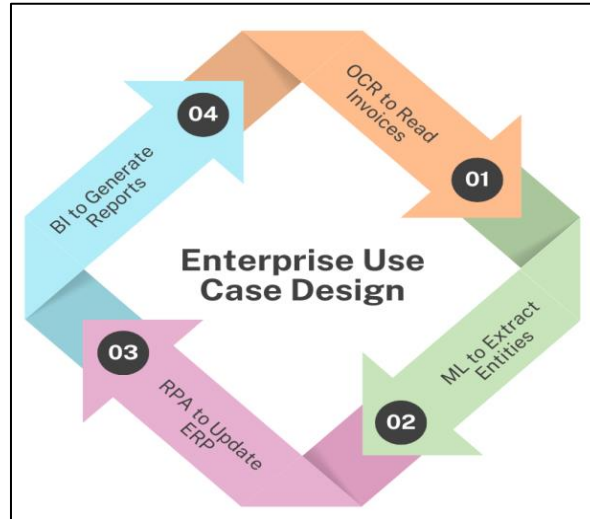 OCR to Read
Invoices
01
ML to Extract
Entities
02
RPA to Update
ERP
03
BI to Generate
Reports
04
Enterprise Use
Case Design